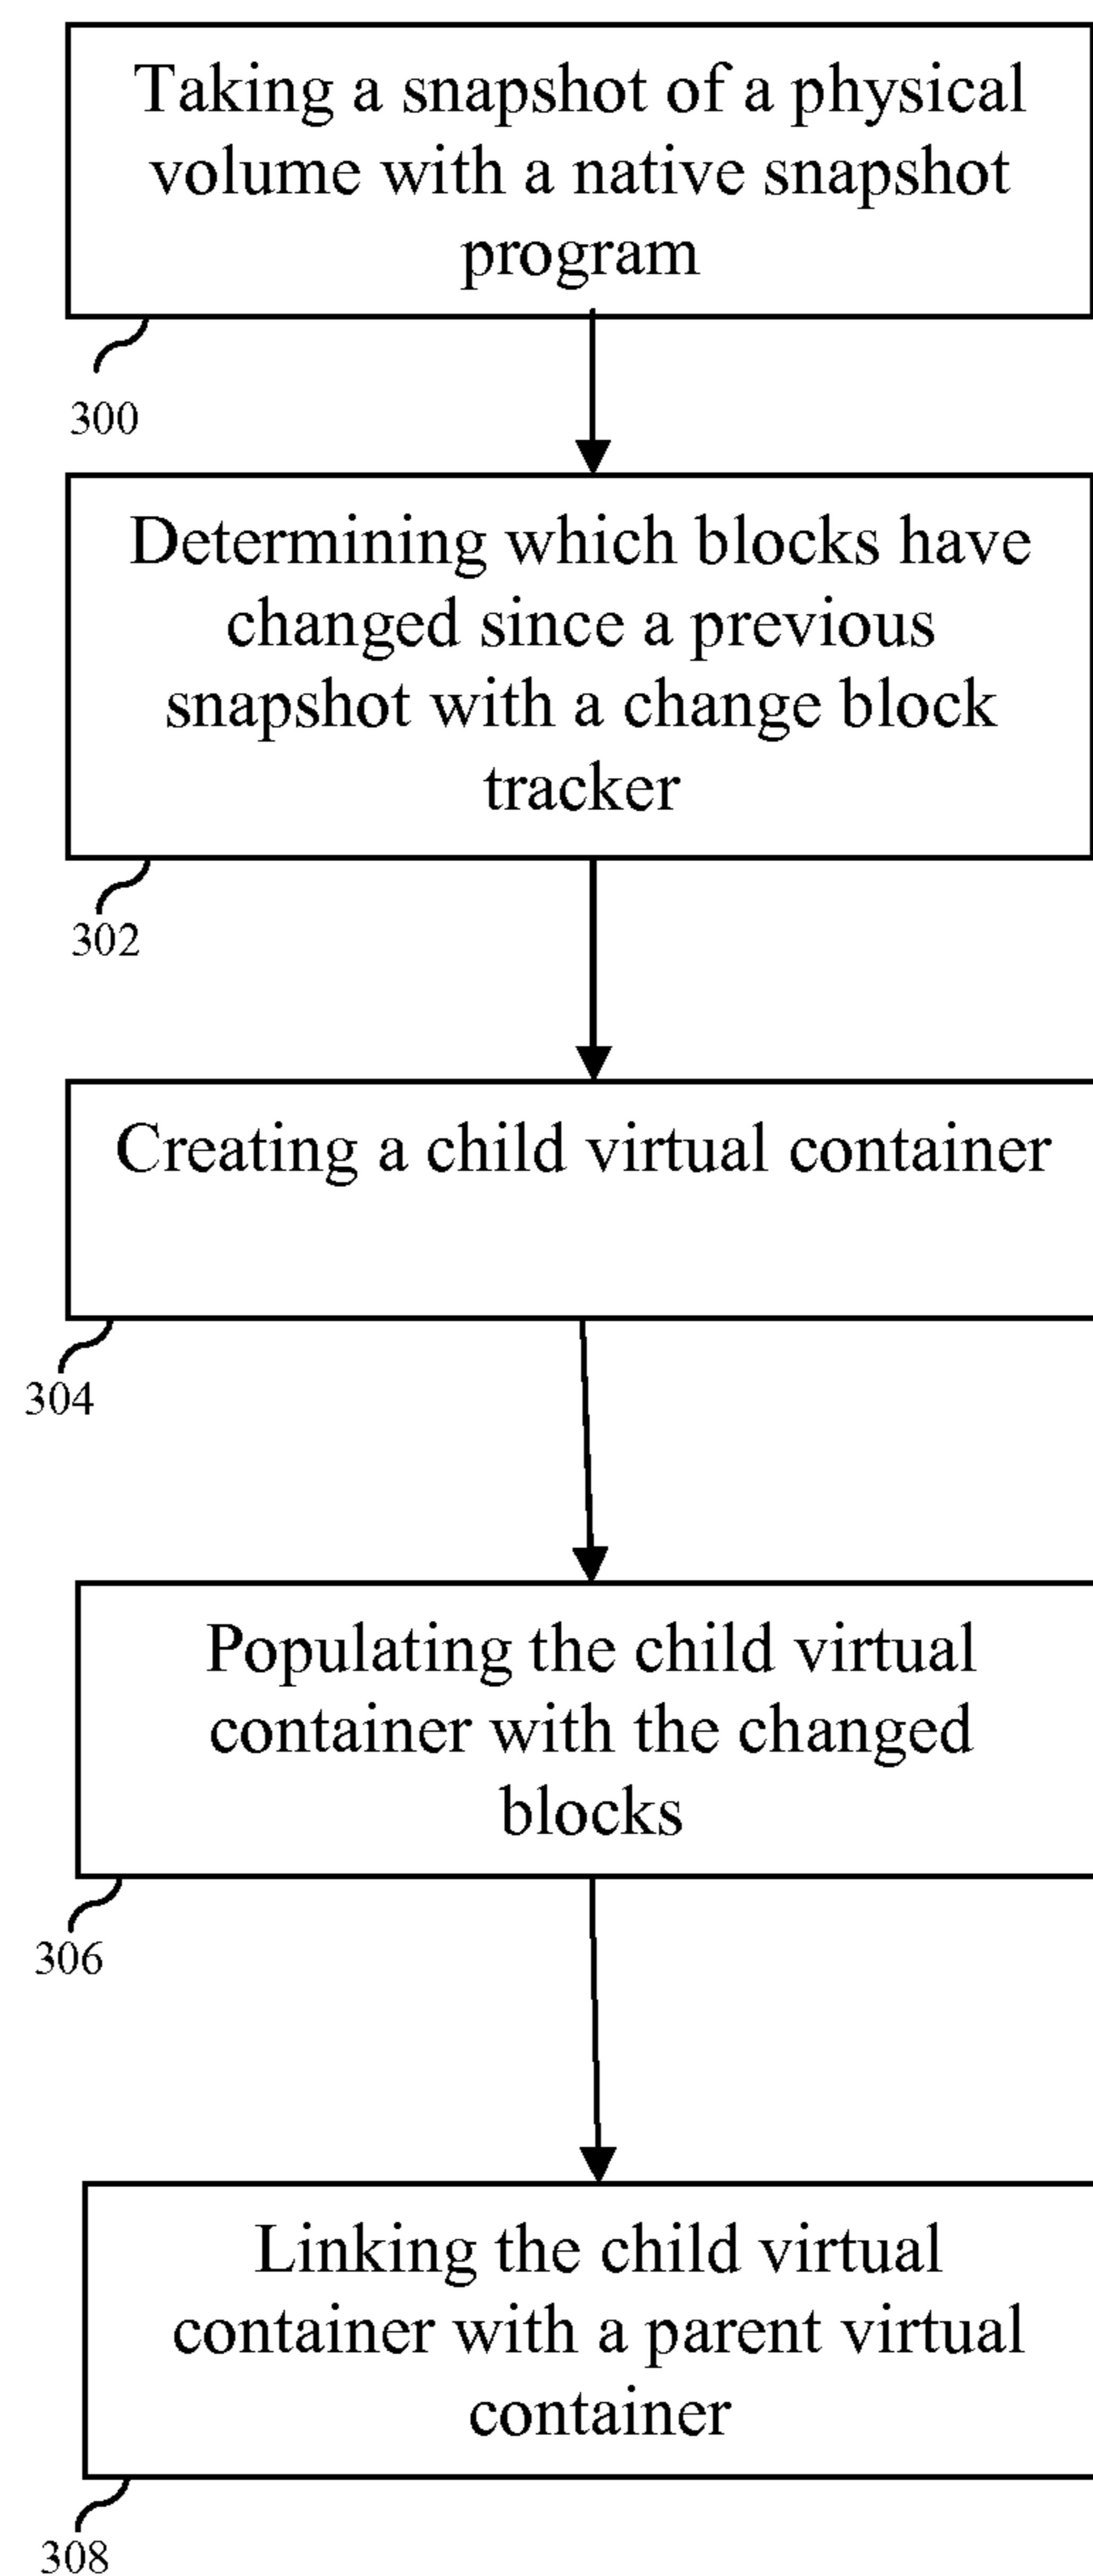 Taking a snapshot of a physical
volume with a native snapshot
program
300
Determining which blocks have
changed since a previous
snapshot with a change block
tracker
302
Creating a child virtual container
304
Populating the child virtual
container with the changed
blocks
306
Linking the child virtual
container with a parent virtual
container
308